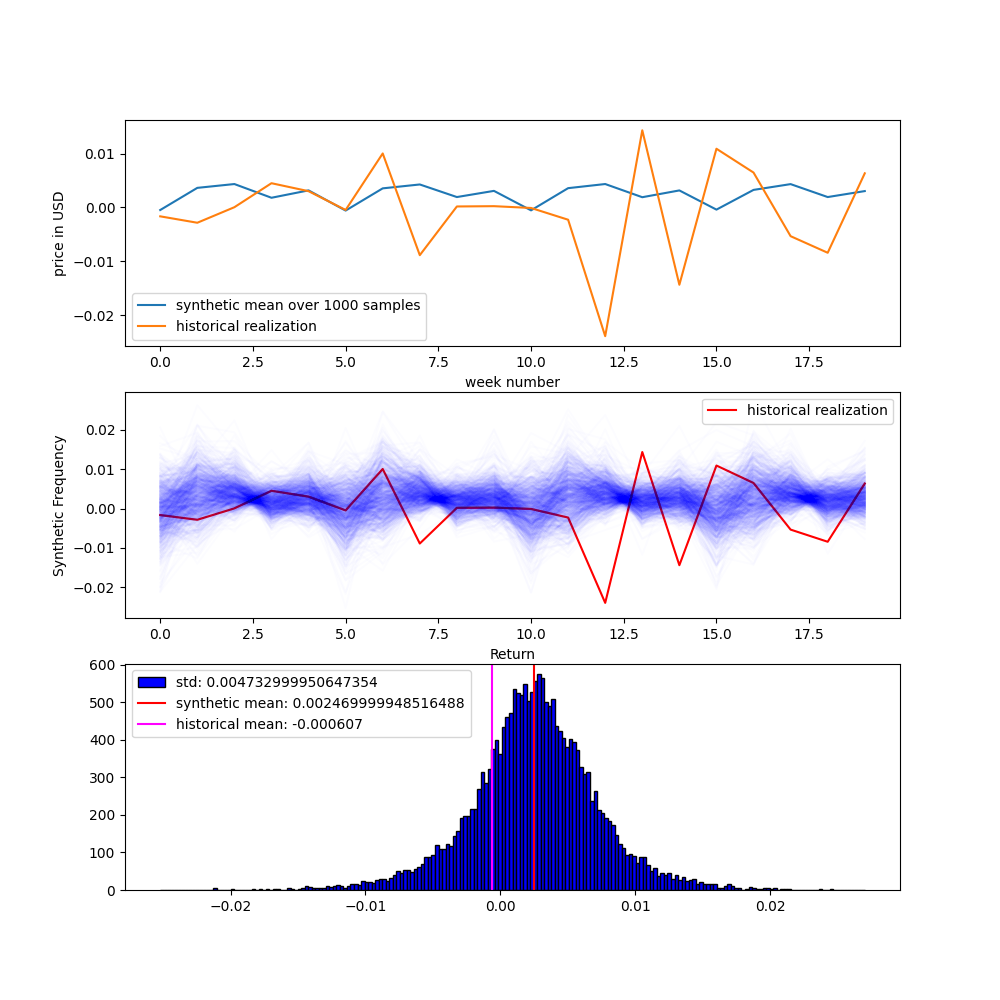 0.01
0.00
−0.01
−0.02
price in USD
synthetic mean over 1000 samples
historical realization
0.0 2.5 5.0 7.5 10.0 12.5 15.0 17.5
week number
0.02
0.01
0.00
−0.01
−0.02
Synthetic Frequency
historical realization
0.0 2.5 5.0 7.5 10.0 12.5 15.0 17.5
Return
600
500
400
300
200
100
0
std: 0.004732999950647354
synthetic mean: 0.002469999948516488
historical mean: -0.000607
−0.02 −0.01 0.00 0.01 0.02